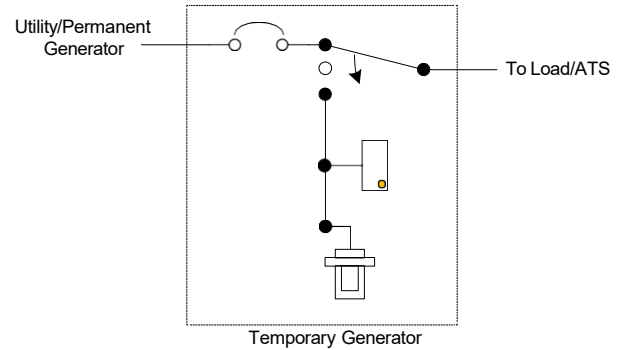 Utility/Permanent
Generator
To Load/ATS
Temporary Generator